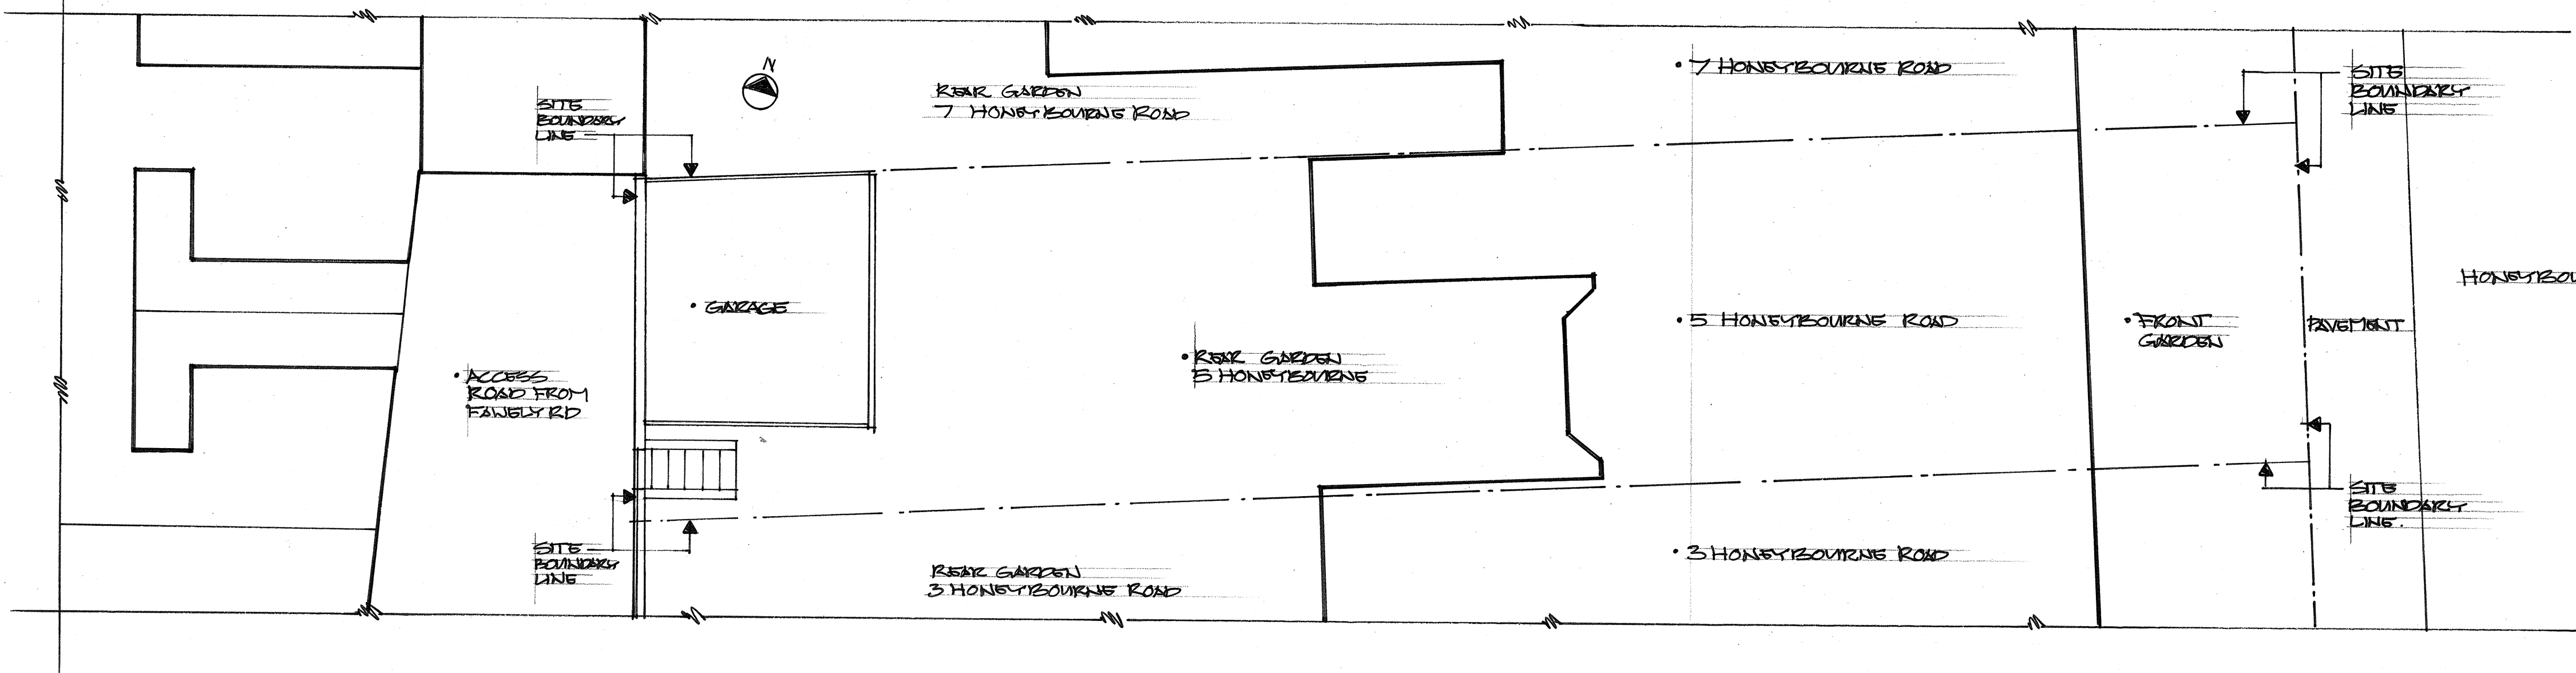 N
SITE
BOUNDARY
LINE
REAR GARDEN
7 HONEYBOURNE ROAD
• 7 HONEYBOURNE ROAD
SITE
BOUNDARY
LINE
• GARAGE
• ACCESS
ROAD FROM
FAWELY RD
• REAR GARDEN
5 HONEYBOURNE
• 5 HONEYBOURNE ROAD
• FRONT
GARDEN
PAVEMENT
HONEYBOU
SITE
BOUNDARY
LINE
REAR GARDEN
3 HONEYBOURNE ROAD
• 3 HONEYBOURNE ROAD
SITE
BOUNDARY
LINE.